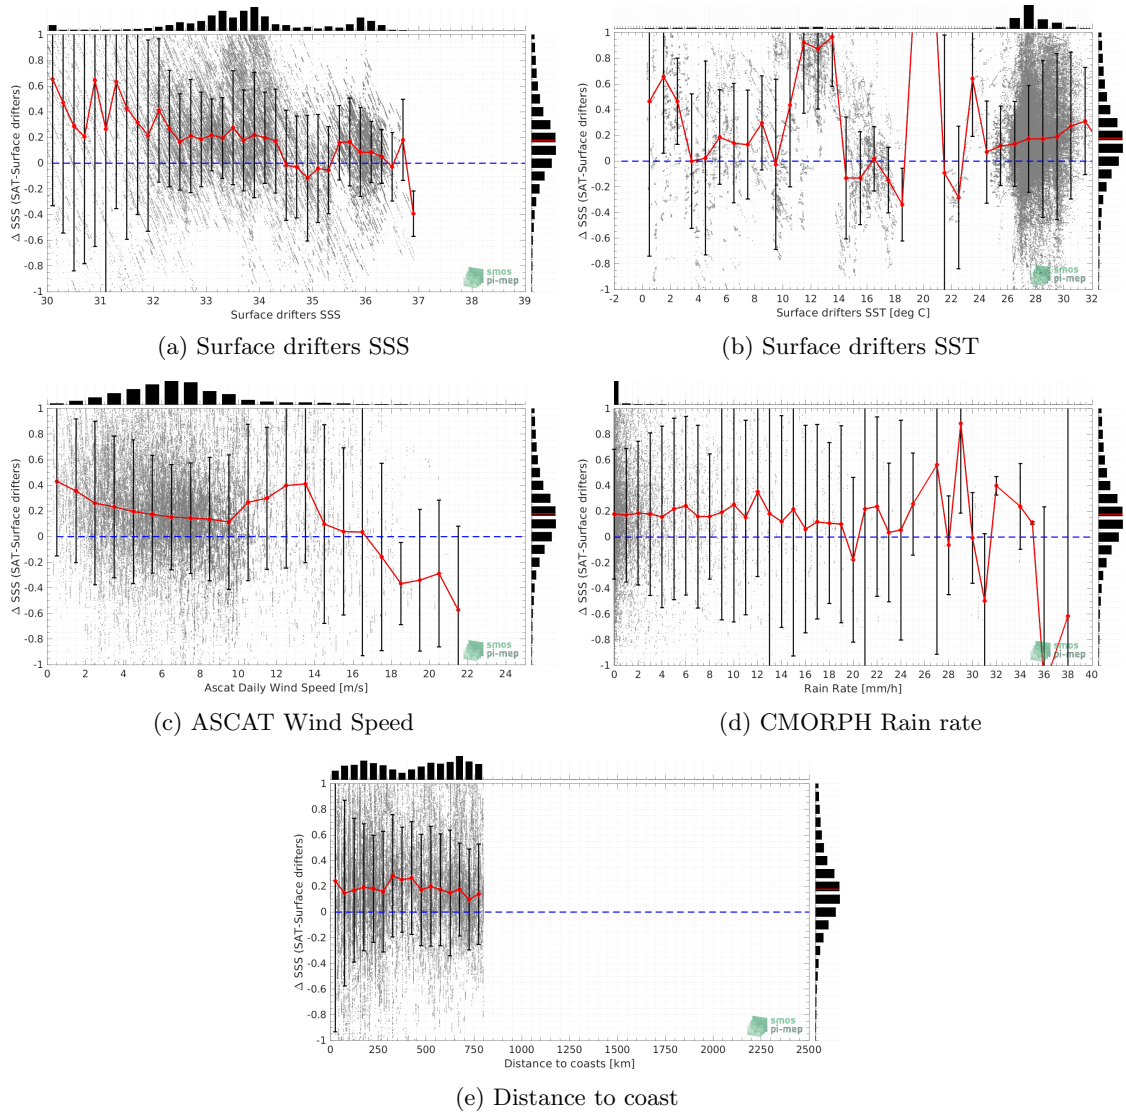 1
0.8
0.6
0.4
0.2
0
-0.2
-0.4
-0.6
-0.8
-1
Δ SSS (SAT-Surface drifters)
30 31 32 33 34 35 36 37 38 39
Surface drifters SSS
smos
pi-mep
(a) Surface drifters SSS
1
0.8
0.6
0.4
0.2
0
-0.2
-0.4
-0.6
-0.8
-1
Δ SSS (SAT-Surface drifters)
-2 0 2 4 6 8 10 12 14 16 18 20 22 24 26 28 30 32
Surface drifters SST [deg C]
smos
pi-mep
(b) Surface drifters SST
1
0.8
0.6
0.4
0.2
0
-0.2
-0.4
-0.6
-0.8
-1
Δ SSS (SAT-Surface drifters)
0 2 4 6 8 10 12 14 16 18 20 22 24
Ascat Daily Wind Speed [m/s]
smos
pi-mep
(c) ASCAT Wind Speed
1
0.8
0.6
0.4
0.2
0
-0.2
-0.4
-0.6
-0.8
-1
Δ SSS (SAT-Surface drifters)
0 2 4 6 8 10 12 14 16 18 20 22 24 26 28 30 32 34 36 38 40
Rain Rate [mm/h]
smos
pi-mep
(d) CMORPH Rain rate
1
0.8
0.6
0.4
0.2
0
-0.2
-0.4
-0.6
-0.8
-1
Δ SSS (SAT-Surface drifters)
0 250 500 750 1000 1250 1500 1750 2000 2250 2500
Distance to coasts [km]
smos
pi-mep
(e) Distance to coast